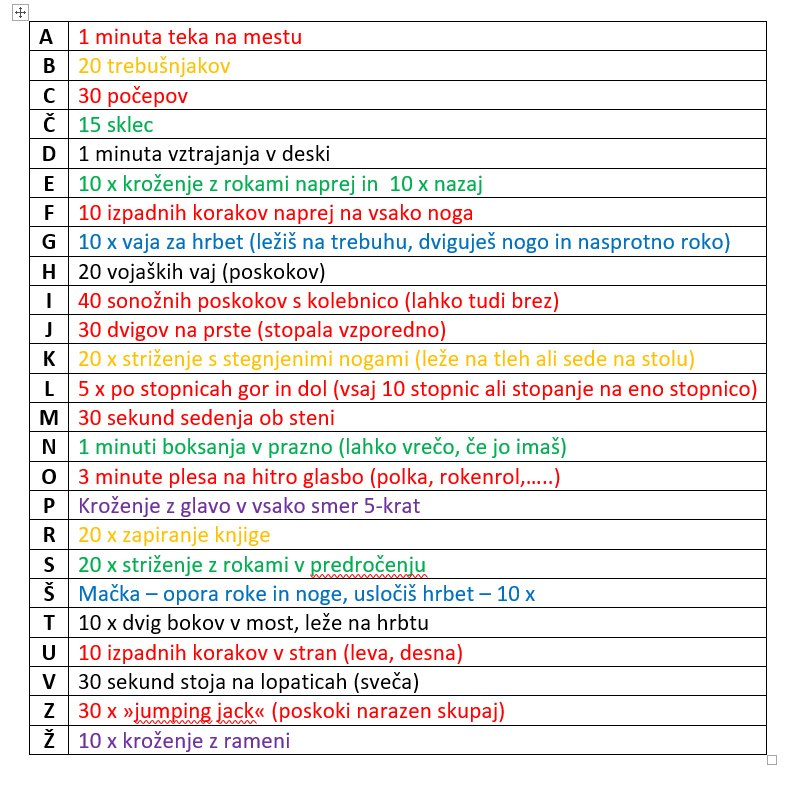 A 1 minuta teka na mestu
B 20 trebušnjakov
C 30 počepov
Č 15 sklec
D 1 minuta vztrajanja v deski
E 10 x kroženje z rokami naprej in  10 x nazaj
F 10 izpadnih korakov naprej na vsako noga
G 10 x vaja za hrbet (ležiš na trebuhu, dviguješ nogo in nasprotno roko)
H 20 vojaških vaj (poskokov)
I 40 sonožnih poskokov s kolebnico (lahko tudi brez)
J 30 dvigov na prste (stopala vzporedno)
K 20 x striženje s stegnjenimi nogami (leže na tleh ali sede na stolu)
L 5 x po stopnicah gor in dol (vsaj 10 stopnic ali stopanje na eno stopnico)
M 30 sekund sedenja ob steni
N 1 minuti boksanja v prazno (lahko vrečo, če jo imaš)
O 3 minute plesa na hitro glasbo (polka, rokenrol,…..)
P Kroženje z glavo v vsako smer 5-krat
R 20 x zapiranje knjige
S 20 x striženje z rokami v predročenju
Š Mačka – opora roke in noge, usločiš hrbet – 10 x
T 10 x dvig bokov v most, leže na hrbtu
U 10 izpadnih korakov v stran (leva, desna)
V 30 sekund stoja na lopaticah (sveča)
Z 30 x »jumping jack« (poskoki narazen skupaj)
Ž 10 x kroženje z rameni